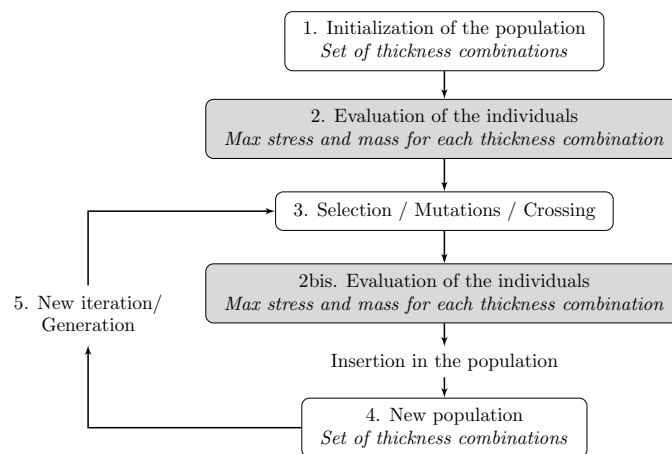 1. Initialization of the population
Set of thickness combinations
2. Evaluation of the individuals
Max stress and mass for each thickness combination
3. Selection / Mutations / Crossing
2bis. Evaluation of the individuals
Max stress and mass for each thickness combination
5. New iteration/
Generation
Insertion in the population
4. New population
Set of thickness combinations